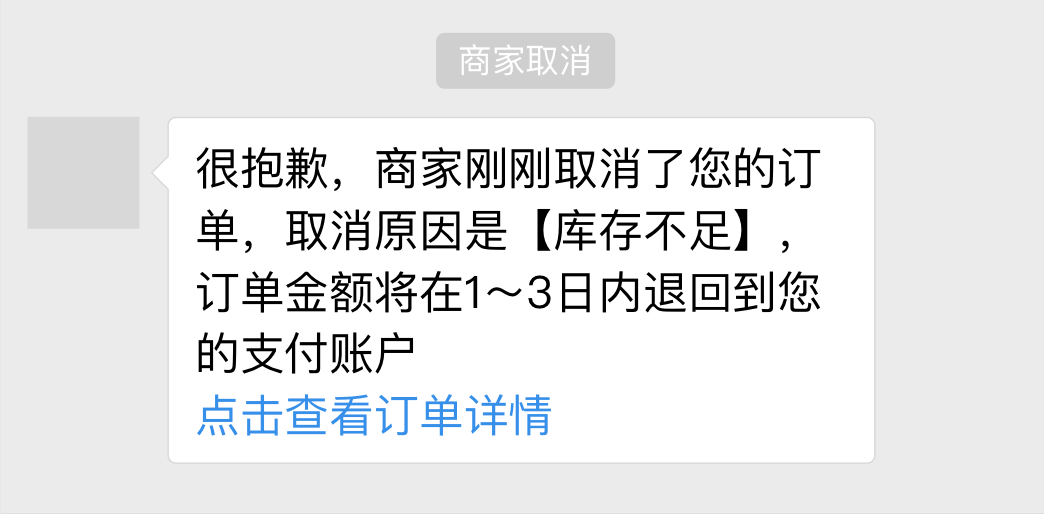 商家取消
很抱歉，商家刚刚取消了您的订
单，取消原因是【库存不足】，
订单金额将在1～3日内退回到您
的支付账户
点击查看订单详情